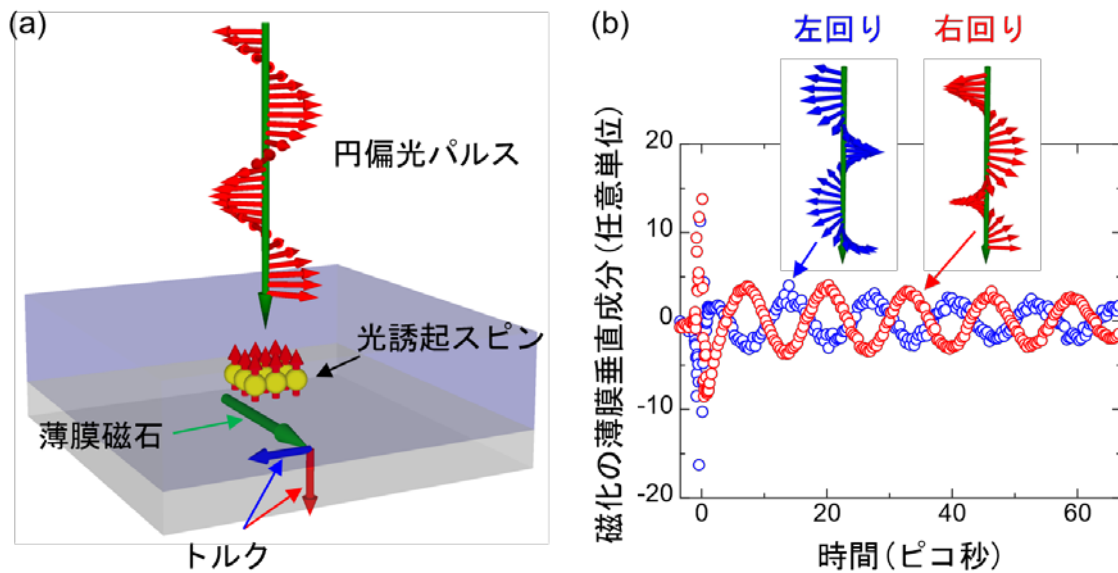 (a)
円偏光パルス
光誘起スピン
薄膜磁石
トルク
(b)
左回り
右回り
磁化の薄膜垂直成分(任意単位)
20
10
0
-10
-20
0
20
40
60
時間(ピコ秒)